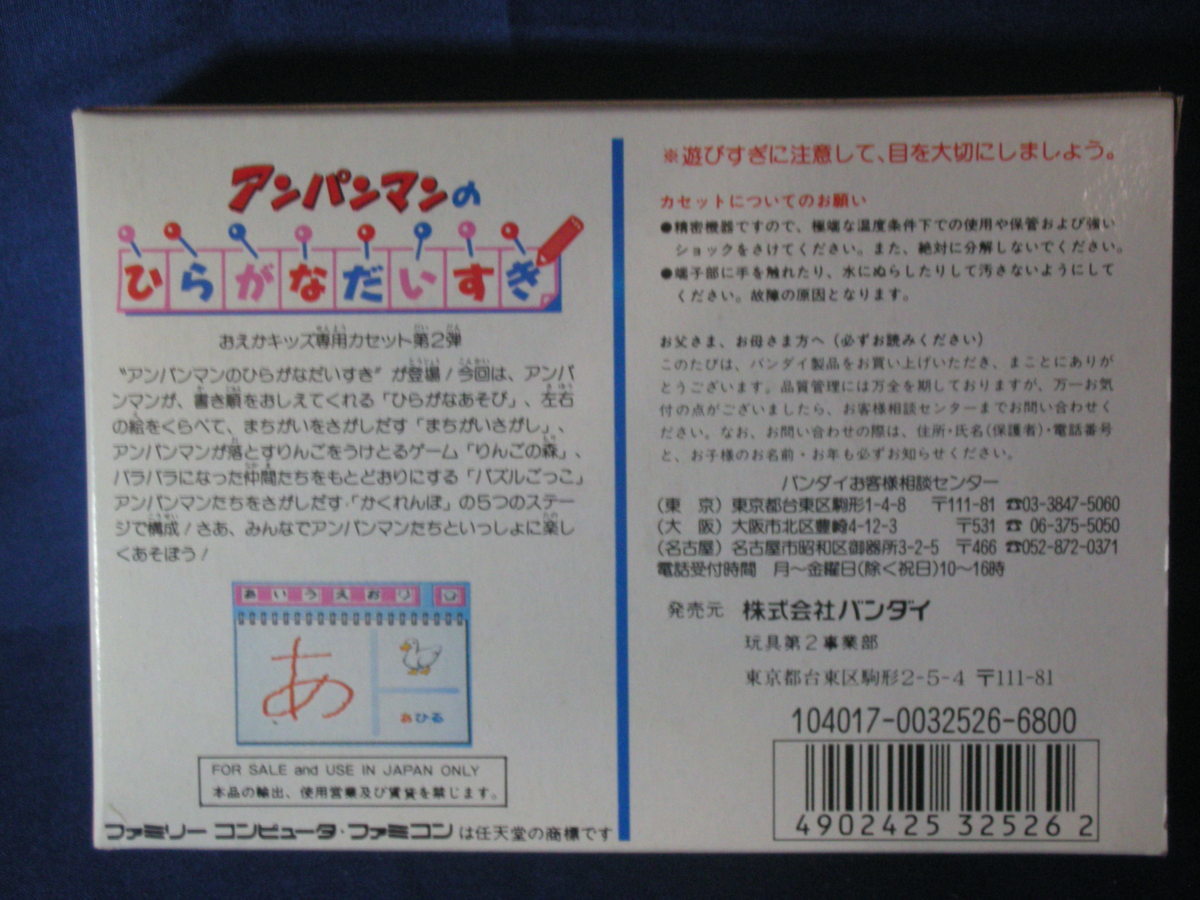 アンパンマンの
ひらがなだいすき
おえかキッズ専用カセット第2弾
"アンパンマンのひらがなだいすき"が登場！今回は、アンパ
ンマンが、書き順をおしえてくれる「ひらがなあそび」、左右
の絵をくらべて、まちがいをさがしだす「まちがいさがし」、
アンパンマンが落とすりんごをうけとるゲーム「りんごの森」、
バラバラになった仲間たちをもとどおりにする「パズルごっこ」
アンパンマンたちをさがしだす・「かくれんぼ」の5つのステー
ジで構成！さあ、みんなでアンパンマンたちといっしょに楽し
くあそぼう！
あいうえお
あ
あひる
FOR SALE and USE IN JAPAN ONLY
本品の輸出、使用営業及び賃貸を禁じます。
ファミリー コンピュータ・ファミコン は任天堂の商標です
※遊びすぎに注意して、目を大切にしましょう。
カセットについてのお願い
●精密機器ですので、極端な温度条件下での使用や保管および強い
ショックをさけてください。また、絶対に分解しないでください。
●端子部に手を触れたり、水にぬらしたりして汚さないようにして
ください。故障の原因となります。
お父さま、お母さま方へ（必ずお読みください）
このたびは、バンダイ製品をお買い上げいただき、まことにありが
とうございます。品質管理には万全を期しておりますが、万一お気
付の点がございましたら、お客様相談センターまでお問い合わせく
ださい。なお、お問い合わせの際は、住所・氏名（保護者）・電話番号
と、お子様のお名前・お年も必ずお知らせください。
バンダイお客様相談センター
（東　京）東京都台東区駒形1-4-8　〒111-81 ☎03-3847-5060
（大　阪）大阪市北区豊崎4-12-3　〒531 ☎ 06-375-5050
（名古屋）名古屋市昭和区御器所3-2-5　〒466 ☎052-872-0371
電話受付時間　月〜金曜日（除く祝日）10〜16時
発売元　株式会社バンダイ
玩具第2事業部
東京都台東区駒形2-5-4 〒111-81
104017-0032526-6800
4902425 325262